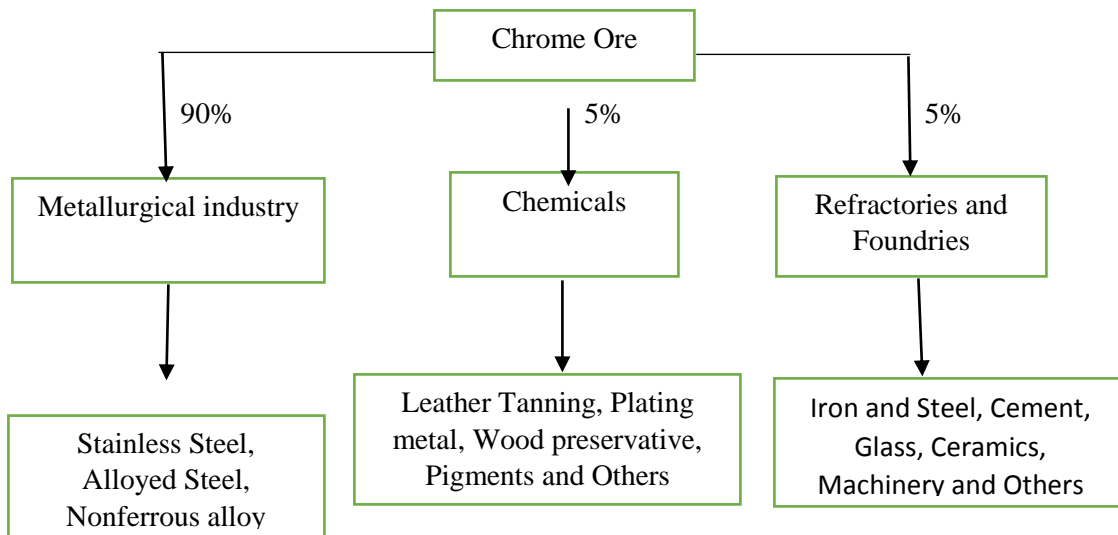 Chrome Ore
90%
5%
5%
Metallurgical industry
Chemicals
Refractories and
Foundries
Stainless Steel,
Alloyed Steel,
Nonferrous alloy
Leather Tanning, Plating
metal, Wood preservative,
Pigments and Others
Iron and Steel, Cement,
Glass, Ceramics,
Machinery and Others